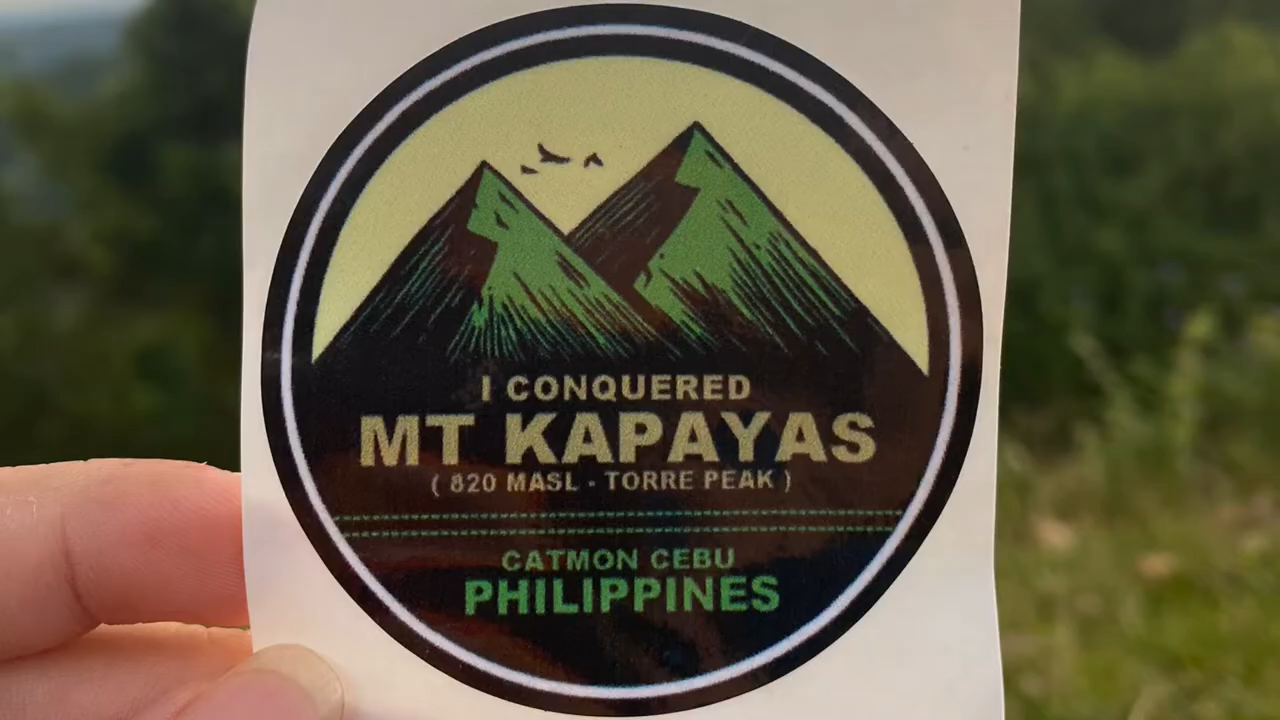 I CONQUERED
MT KAPAYAS
( 820 MASL - TORRE PEAK )
CATMON CEBU
PHILIPPINES